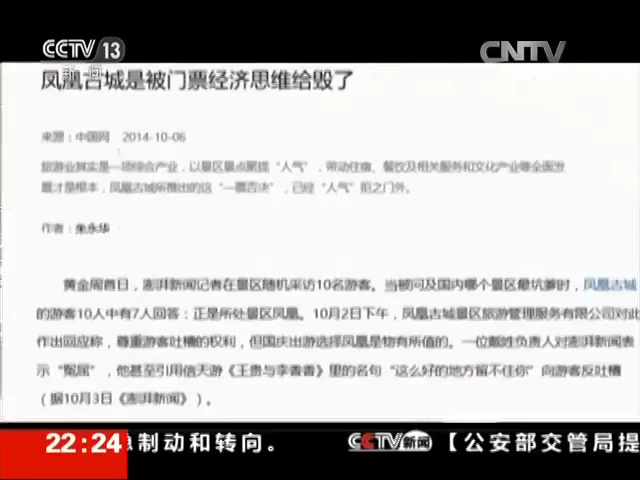 CCTV 13
新闻
CNTV
凤凰古城是被门票经济思维给毁了
来源：中国网 2014-10-06
旅游业其实是一项综合产业，以景区景点聚拢“人气”，带动住宿、餐饮及相关服务和文化产业等全面发
展才是根本，凤凰古城所推出的这“一票否决”，已经“人气”拒之门外。
作者：朱永华
黄金周首日，澎湃新闻记者在景区随机采访10名游客。当被问及国内哪个景区最坑爹时，凤凰古城
的游客10人中有7人回答：正是所处景区凤凰。10月2日下午，凤凰古城景区旅游管理服务有限公司对此
作出回应称，尊重游客吐槽的权利，但国庆出游选择凤凰是物有所值的。一位戴姓负责人对澎湃新闻表
示“冤屈”，他甚至引用信天游《王贵与李香香》里的名句“这么好的地方留不住你”向游客反吐槽
（据10月3日《澎湃新闻》）。
22:24 急制动和转向。 CCTV新闻 【公安部交管局提